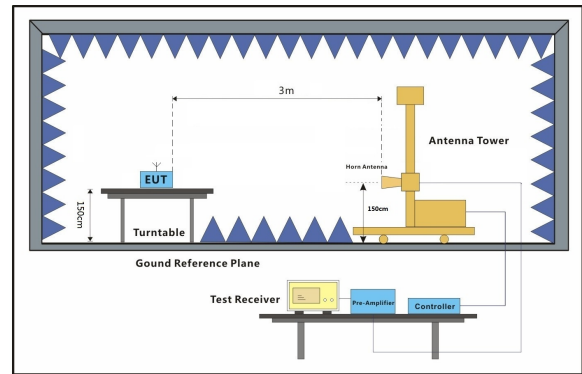 3m
Antenna Tower
Horn Antenna
EUT
150cm
150cm
Turntable
Gound Reference Plane
Test Receiver
Pre-Amplifier
Controller